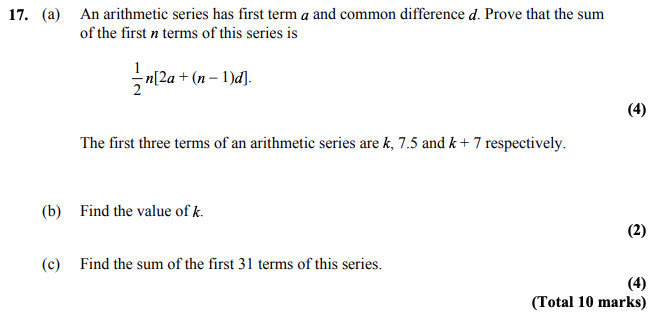 17. (a) An arithmetic series has first term a and common difference d. Prove that the sum
of the first n terms of this series is
1/2 n[2a + (n – 1)d].
(4)
The first three terms of an arithmetic series are k, 7.5 and k + 7 respectively.
(b) Find the value of k.
(2)
(c) Find the sum of the first 31 terms of this series.
(4)
(Total 10 marks)